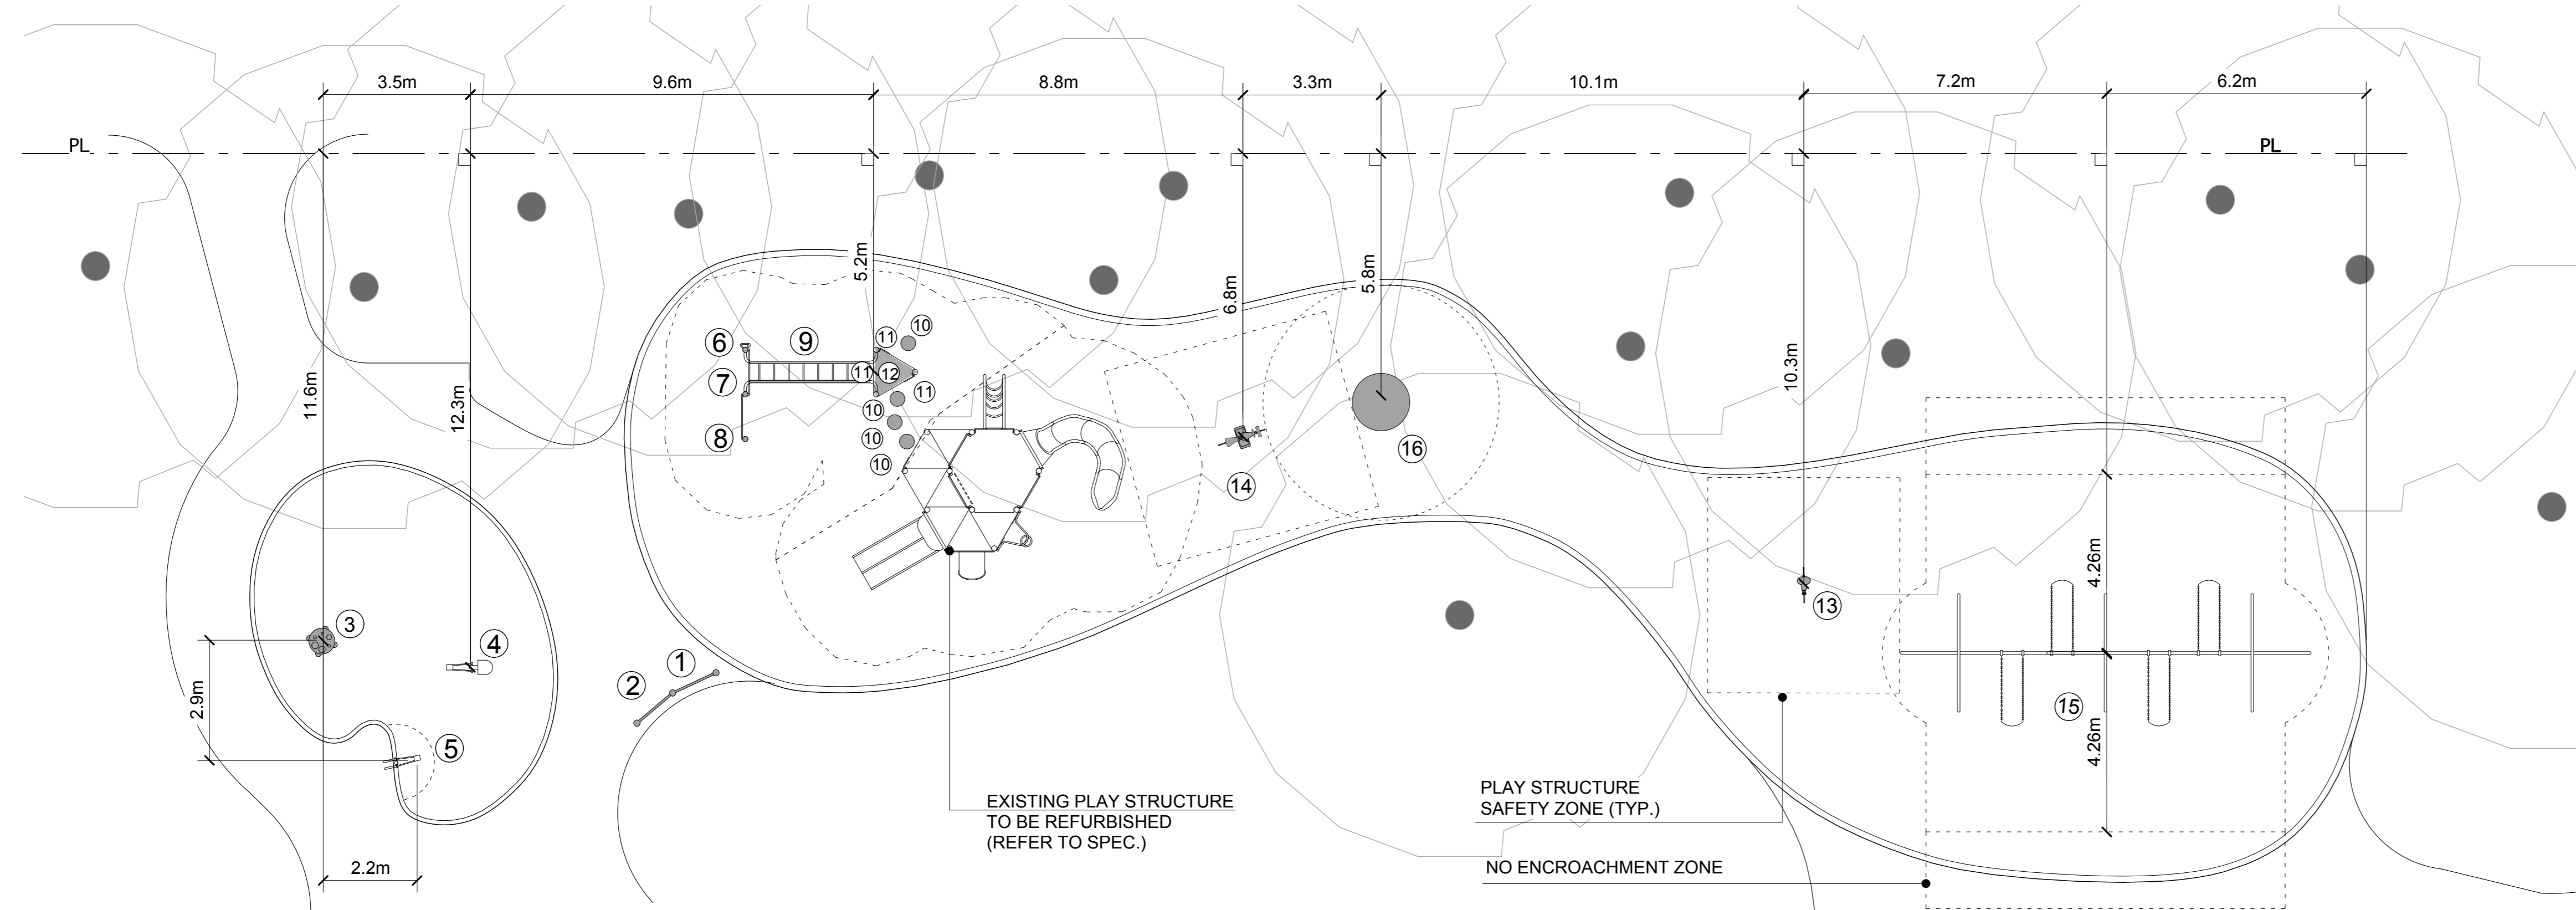 3.5m
9.6m
8.8m
3.3m
10.1m
7.2m
6.2m
PL
PL
5.2m
6.8m
5.8m
10.3m
11.6m
12.3m
6
9
11
10
7
11
12
11
10
8
10
10
16
14
4.26m
13
3
4
1
2
15
2.9m
5
4.26m
EXISTING PLAY STRUCTURE
TO BE REFURBISHED
(REFER TO SPEC.)
PLAY STRUCTURE
SAFETY ZONE (TYP.)
2.2m
NO ENCROACHMENT ZONE